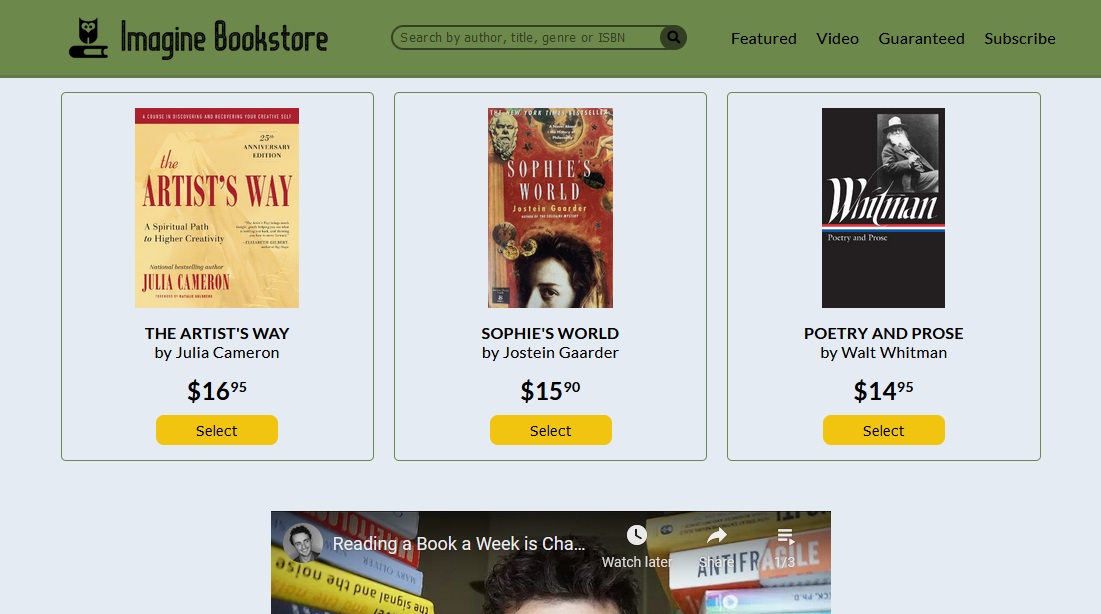 Imagine Bookstore
Search by author, title, genre or ISBN
Featured Video Guaranteed Subscribe
A COURSE IN DISCOVERING AND RECOVERING YOUR CREATIVE SELF
25th
ANNIVERSARY
EDITION
the
ARTIST'S WAY
A Spiritual Path
to Higher Creativity
National bestselling author
JULIA CAMERON
THE ARTIST'S WAY
by Julia Cameron
$16 95
Select
THE NEW YORK TIMES BESTSELLER
SOPHIE'S
WORLD
Jostein Gaarder
SOPHIE'S WORLD
by Jostein Gaarder
$15 90
Select
Whitman
Poetry and Prose
POETRY AND PROSE
by Walt Whitman
$14 95
Select
Reading a Book a Week is Cha...
Watch later
Share
1/3
MARY OLIVER
the signal and the noise
ANTIFRAGILE